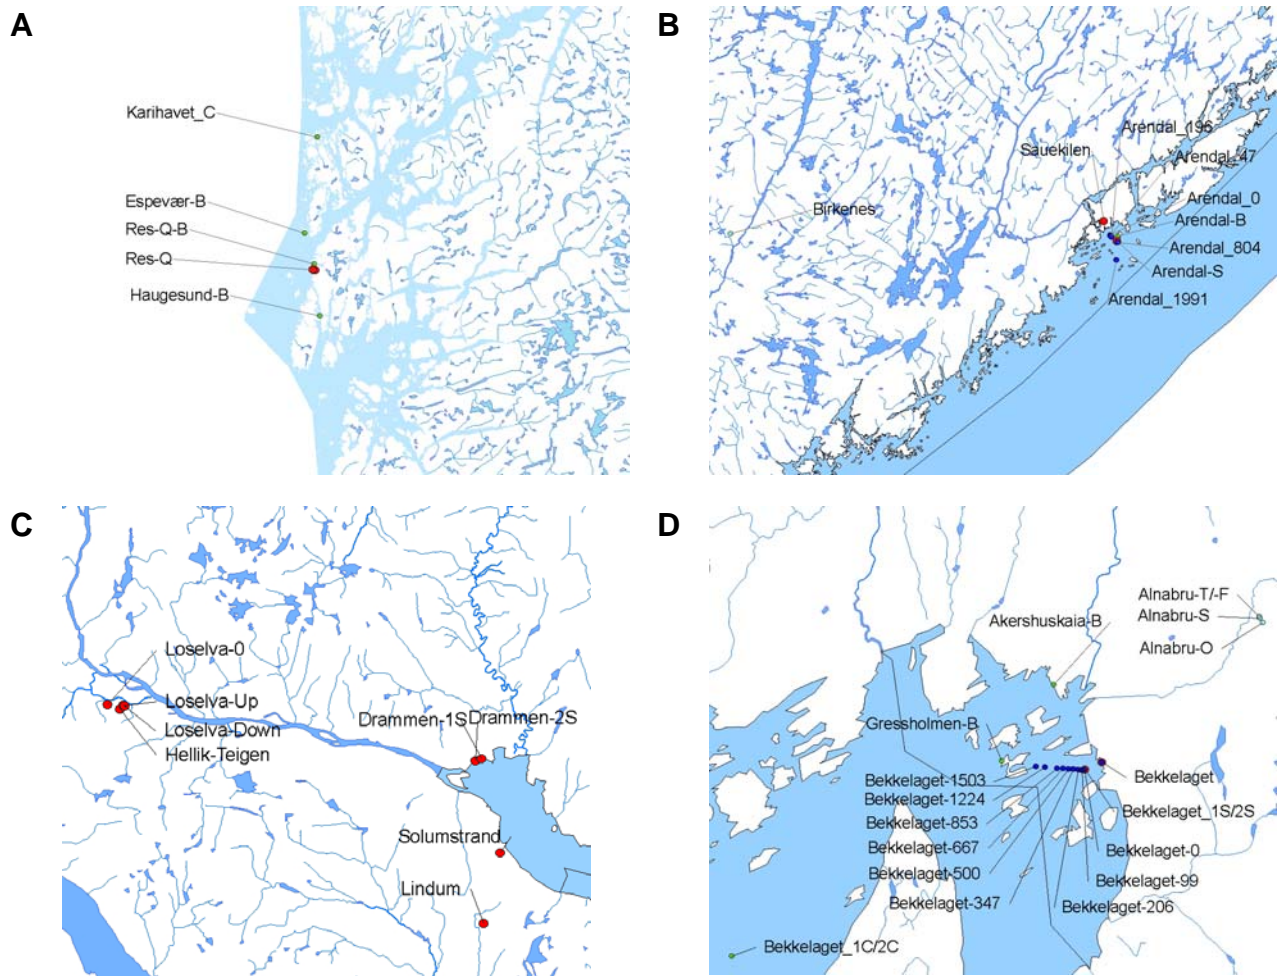 A
Karihavet_C
Espevær-B
Res-Q-B
Res-Q
Haugesund-B
B
Arendal_196
Sauekilen
Arendal_47
Arendal_0
Birkenes
Arendal-B
Arendal_804
Arendal-S
Arendal_1991
C
Loselva-0
Loselva-Up
Loselva-Down
Hellik-Teigen
Drammen-1S
Drammen-2S
Solumstrand
Lindum
D
Alnabru-T/-F
Alnabru-S
Alnabru-O
Akershuskaia-B
Gressholmen-B
Bekkelaget-1503
Bekkelaget-1224
Bekkelaget-853
Bekkelaget-667
Bekkelaget-500
Bekkelaget-347
Bekkelaget
Bekkelaget_1S/2S
Bekkelaget-0
Bekkelaget-99
Bekkelaget-206
Bekkelaget_1C/2C